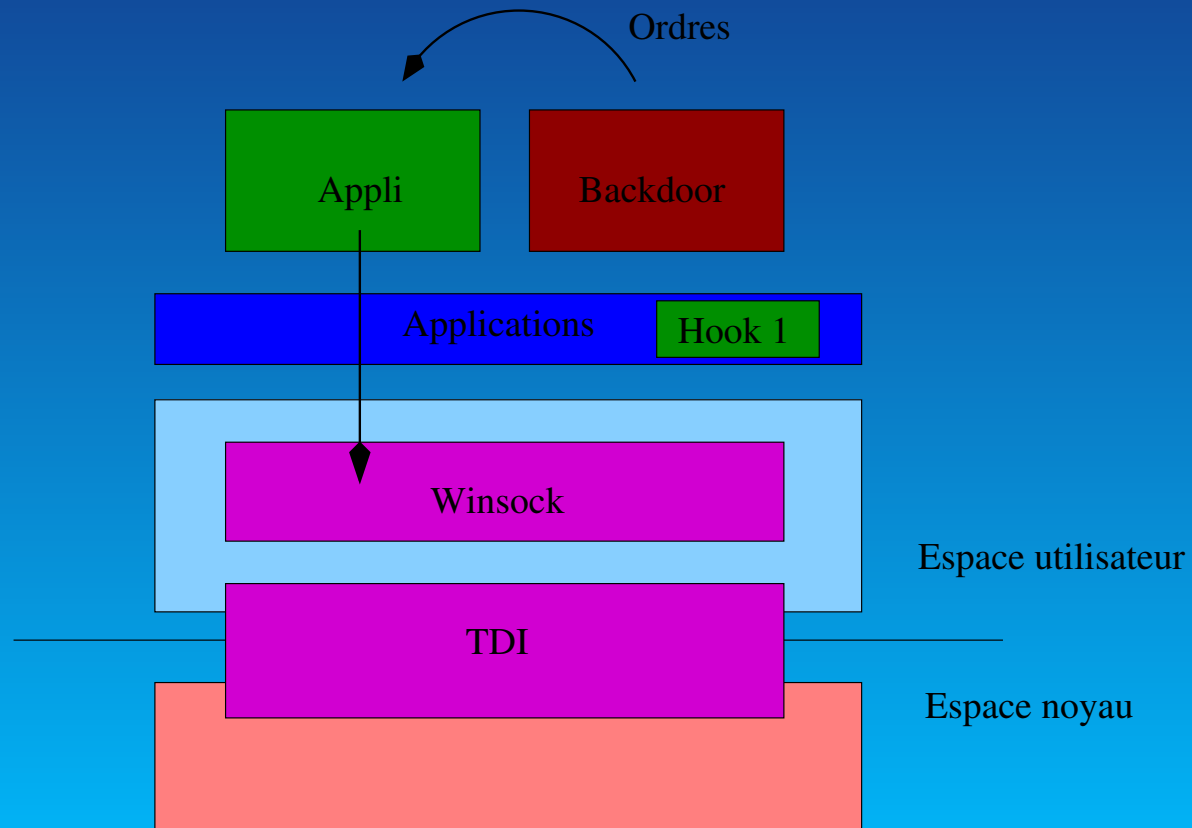 Ordres
Appli
Backdoor
Applications
Hook 1
Winsock
Espace utilisateur
TDI
Espace noyau